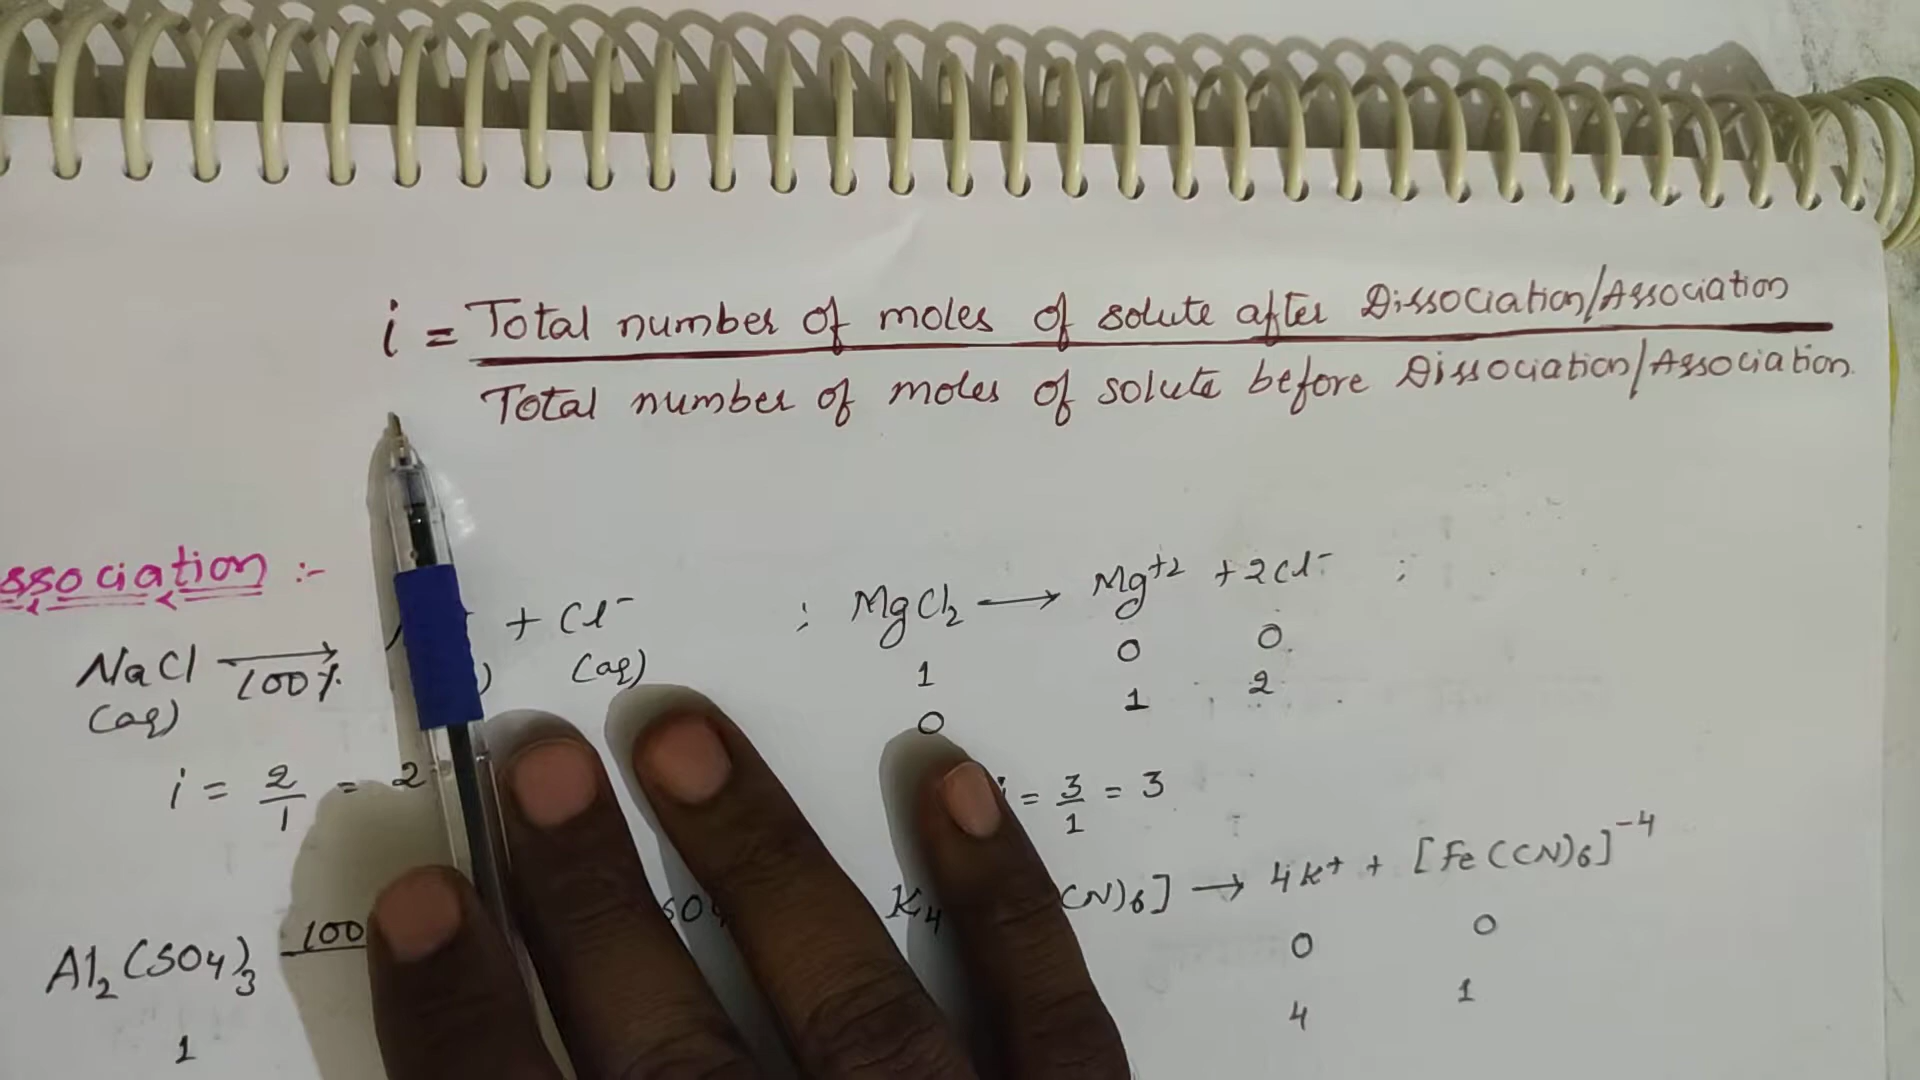 i = Total number of moles of solute after Dissociation/Association
Total number of moles of solute before Dissociation/Association
ssociation :-
NaCl (aq) ⟶ 100% + Cl⁻ (aq)
; MgCl₂ ⟶ Mg⁺² + 2Cl⁻ ;
1 0 0
0 1 2
i = 2/1 = 2
i = 3/1 = 3
Al₂(SO₄)₃ 100 SO₄
K₄ CN)₆] ⟶ 4K⁺ + [Fe(CN)₆]⁻⁴
0 0
1
4 1